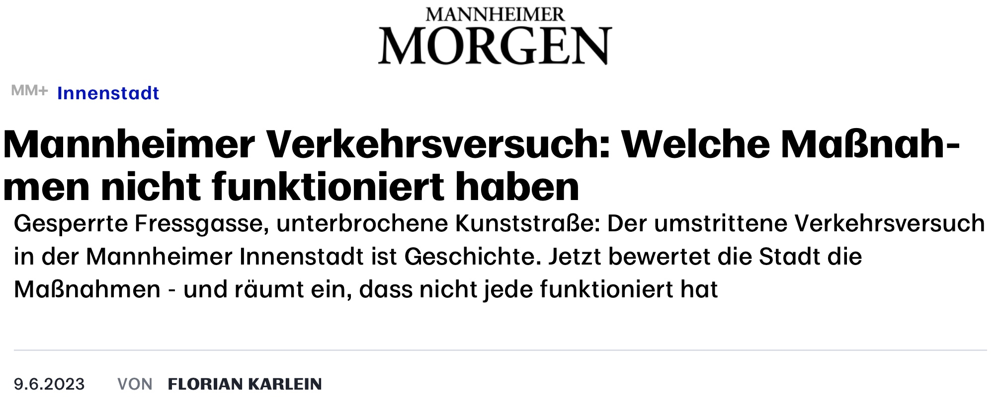 MANNHEIMER
MORGEN
MM+ Innenstadt
Mannheimer Verkehrsversuch: Welche Maßnah-
men nicht funktioniert haben
Gesperrte Fressgasse, unterbrochene Kunststraße: Der umstrittene Verkehrsversuch
in der Mannheimer Innenstadt ist Geschichte. Jetzt bewertet die Stadt die
Maßnahmen - und räumt ein, dass nicht jede funktioniert hat
9.6.2023 VON FLORIAN KARLEIN